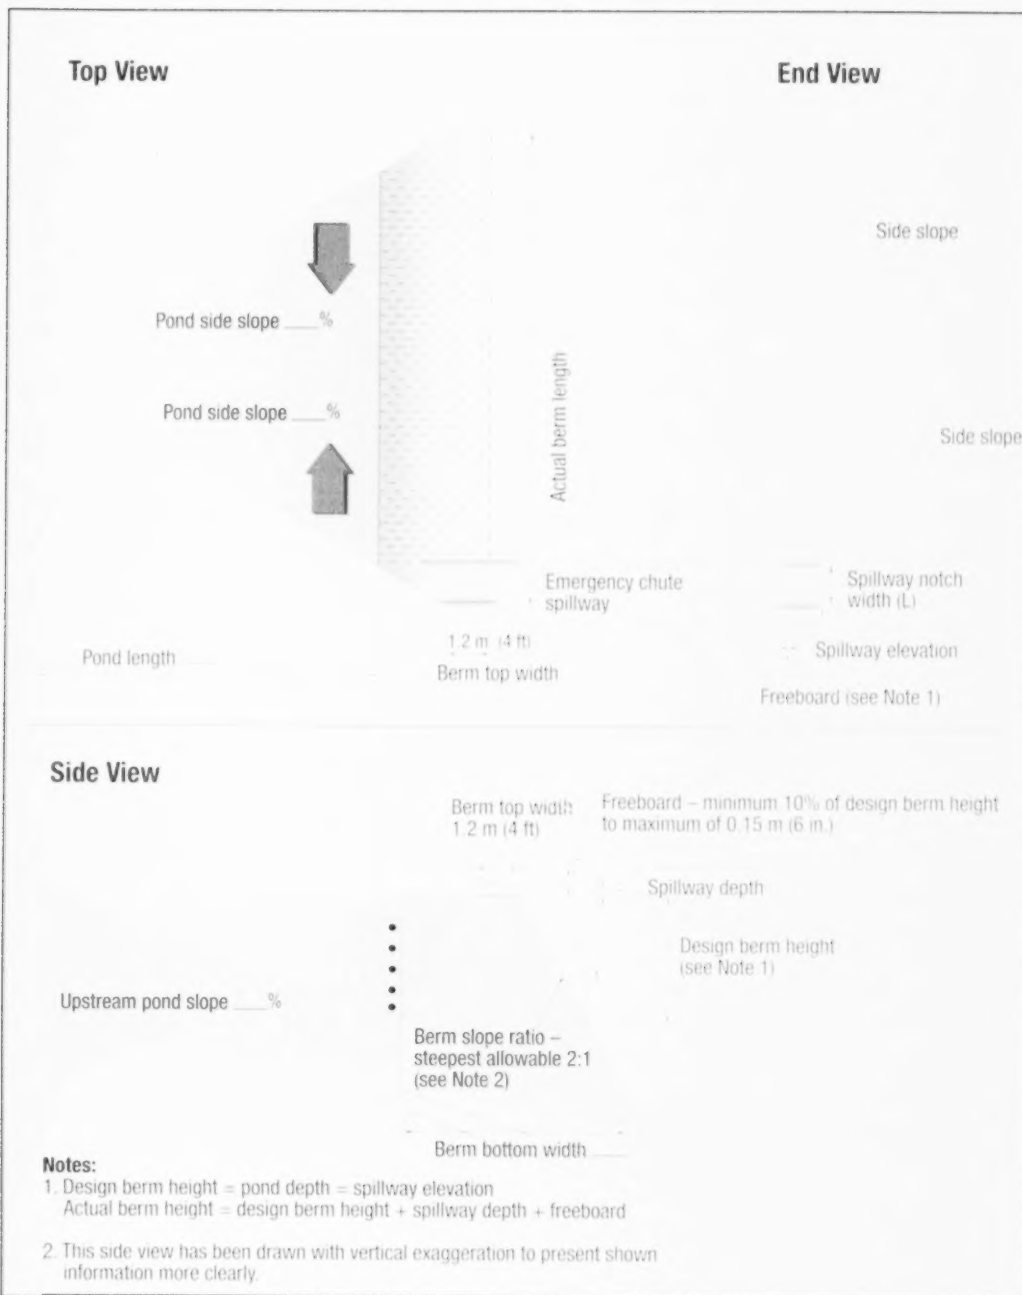 Top View
End View
Side slope
Pond side slope ____%
Actual berm length
Pond side slope ____%
Side slope
Emergency chute
spillway
Spillway notch
width (L)
1.2 m (4 ft)
Berm top width
Pond length ____
Spillway elevation
Freeboard (see Note 1)
Side View
Berm top width
1.2 m (4 ft)
Freeboard – minimum 10% of design berm height
to maximum of 0.15 m (6 in.)
Spillway depth
Design berm height
(see Note 1)
Upstream pond slope ____%
Berm slope ratio –
steepest allowable 2:1
(see Note 2)
Berm bottom width ____
Notes:
1. Design berm height = pond depth = spillway elevation
Actual berm height = design berm height + spillway depth + freeboard
2. This side view has been drawn with vertical exaggeration to present shown
information more clearly.